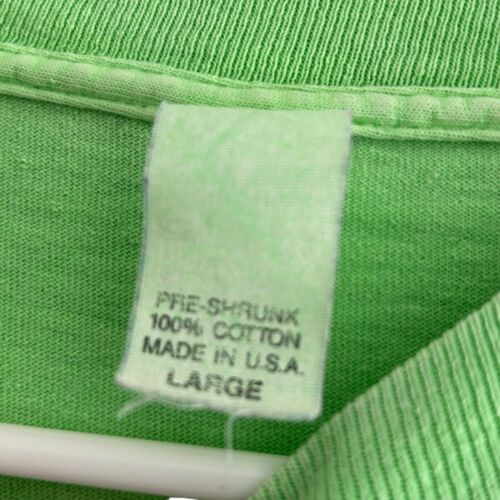 PRE-SHRUNK
100% COTTON
MADE IN U.S.A.
LARGE